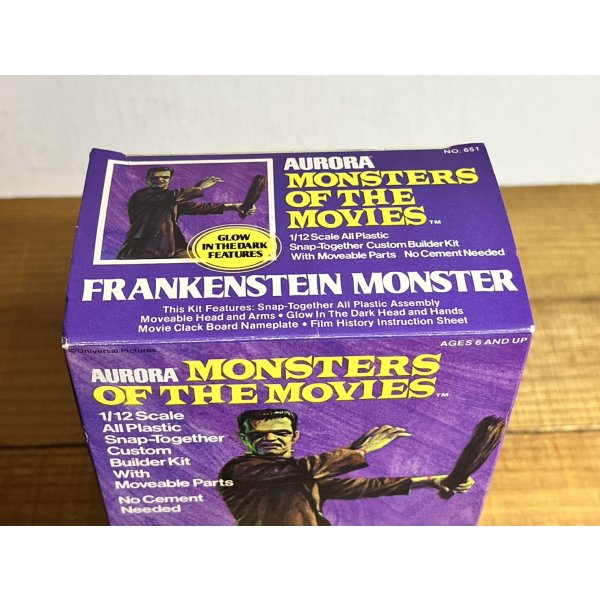 NO. 651
AURORA
MONSTERS
OF THE
MOVIES™
GLOW
IN THE DARK
FEATURES
1/12 Scale All Plastic
Snap-Together Custom Builder Kit
With Moveable Parts No Cement Needed
FRANKENSTEIN MONSTER
This Kit Features: Snap-Together All Plastic Assembly
Moveable Head and Arms • Glow In The Dark Head and Hands
Movie Clack Board Nameplate • Film History Instruction Sheet
©Universal Pictures
AGES 6 AND UP
AURORA MONSTERS
OF THE MOVIES™
1/12 Scale
All Plastic
Snap-Together
Custom
Builder Kit
With
Moveable Parts
No Cement
Needed